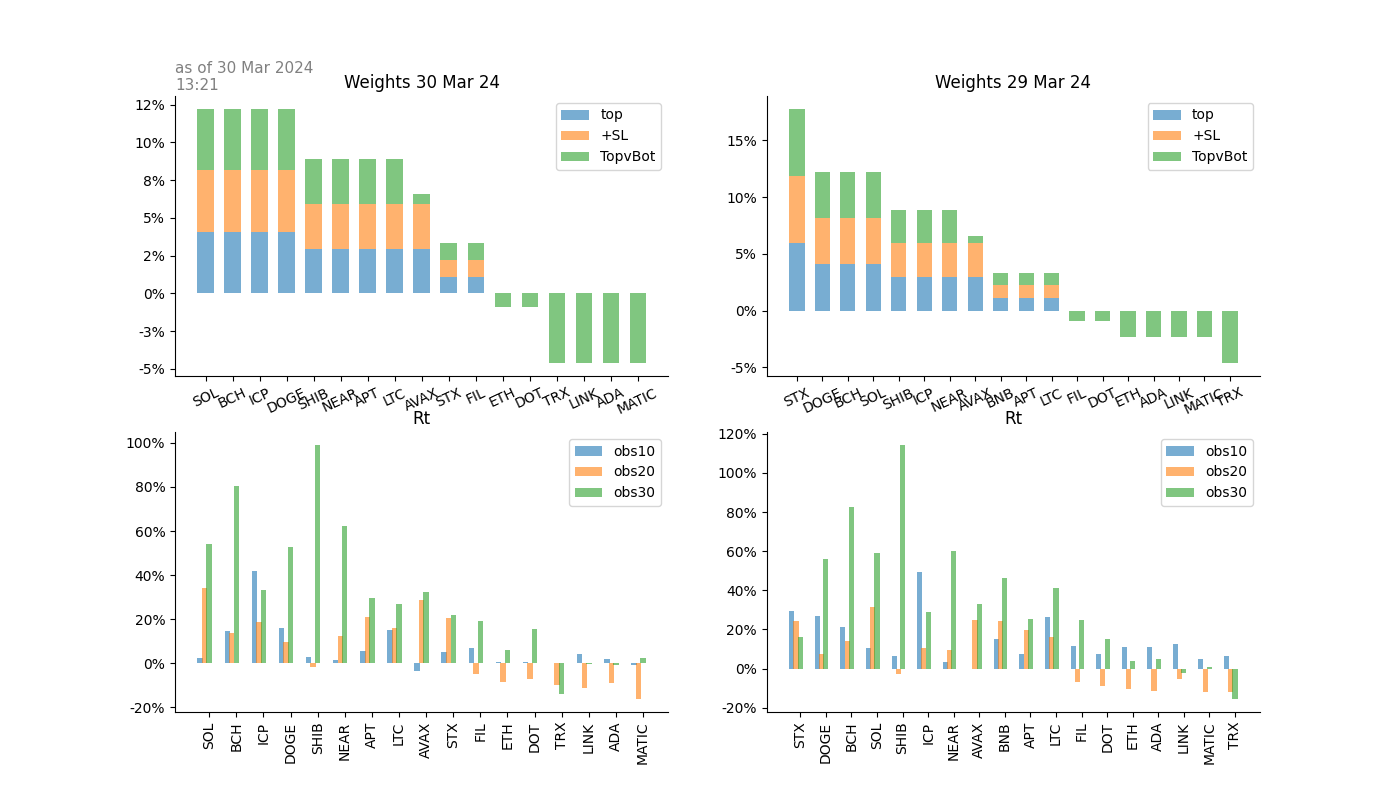 as of 30 Mar 2024
13:21
Weights 30 Mar 24
12%
10%
8%
5%
2%
0%
-3%
-5%
top
+SL
TopvBot
SOL BCH ICP DOGE SHIB NEAR APT LTC AVAX STX FIL ETH DOT TRX LINK ADA MATIC
Weights 29 Mar 24
15%
10%
5%
0%
-5%
top
+SL
TopvBot
STX DOGE BCH SOL SHIB ICP NEAR AVAX BNB APT LTC FIL DOT ETH ADA LINK MATIC TRX
Rt
100%
80%
60%
40%
20%
0%
-20%
obs10
obs20
obs30
SOL BCH ICP DOGE SHIB NEAR APT LTC AVAX STX FIL ETH DOT TRX LINK ADA MATIC
Rt
120%
100%
80%
60%
40%
20%
0%
-20%
obs10
obs20
obs30
STX DOGE BCH SOL SHIB ICP NEAR AVAX BNB APT LTC FIL DOT ETH ADA LINK MATIC TRX